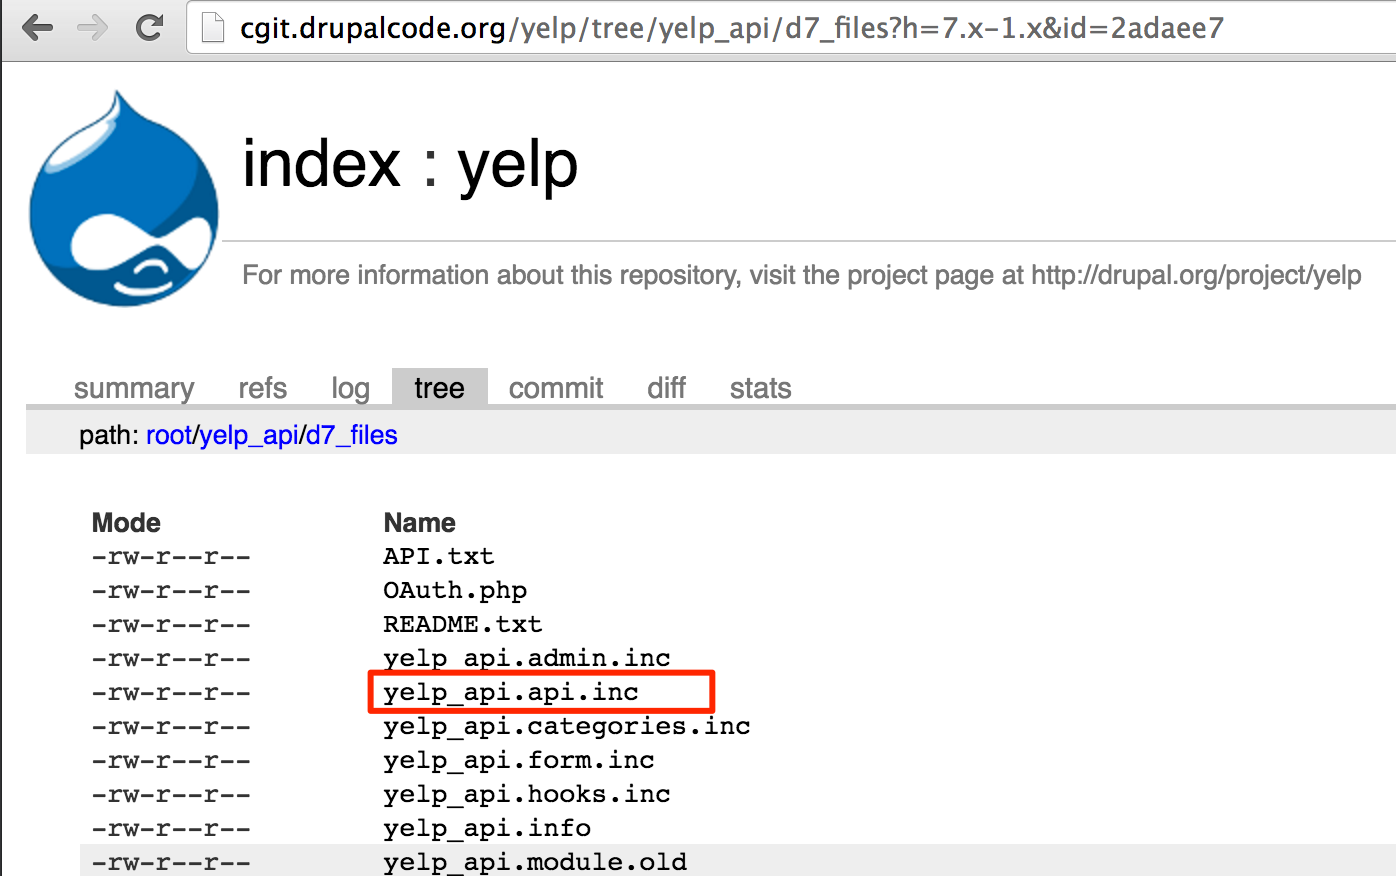 cgit.drupalcode.org/yelp/tree/yelp_api/d7_files?h=7.x-1.x&id=2adaee7
index : yelp
For more information about this repository, visit the project page at http://drupal.org/project/yelp
summary refs log tree commit diff stats
path: root/yelp_api/d7_files
Mode Name
-rw-r--r-- API.txt
-rw-r--r-- OAuth.php
-rw-r--r-- README.txt
-rw-r--r-- yelp_api.admin.inc
-rw-r--r-- yelp_api.api.inc
-rw-r--r-- yelp_api.categories.inc
-rw-r--r-- yelp_api.form.inc
-rw-r--r-- yelp_api.hooks.inc
-rw-r--r-- yelp_api.info
-rw-r--r-- yelp_api.module.old